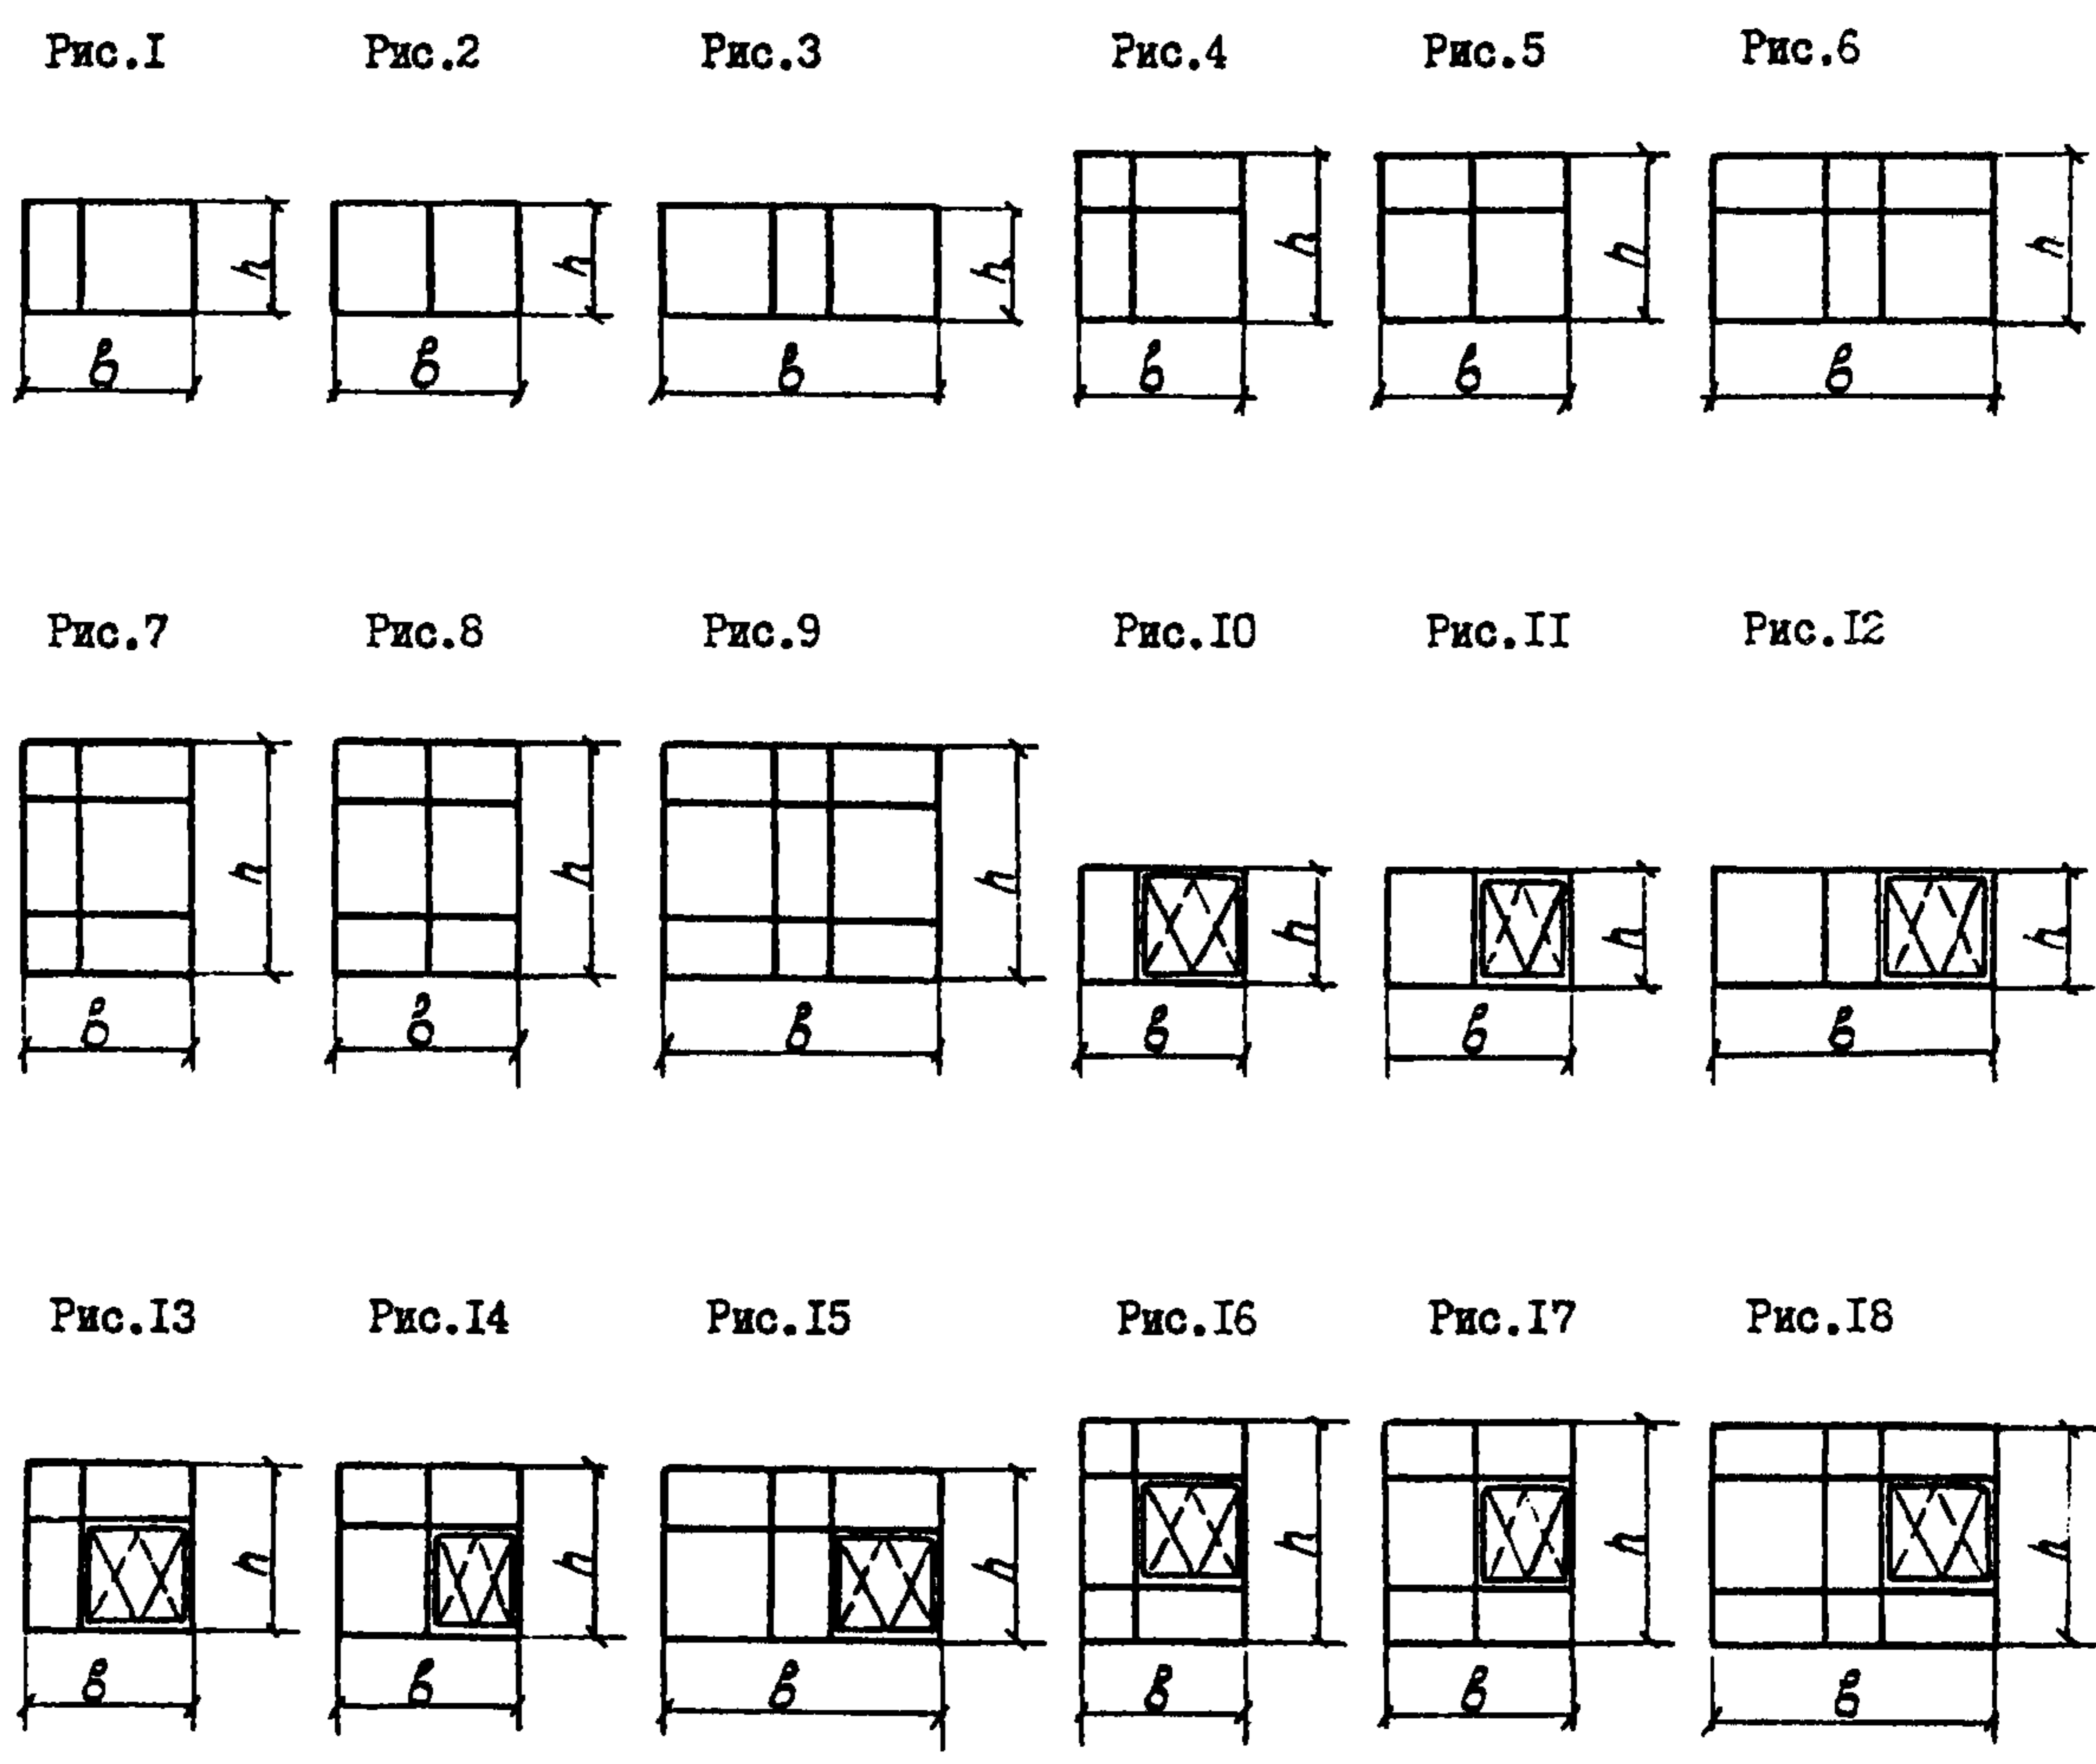 Рис.I Рис.2 Рис.3 Рис.4 Рис.5 Рис.6
h h h h h h
в в в в в в
Рис.7 Рис.8 Рис.9 Рис.I0 Рис.II Рис.I2
h h h h h h
в в в в в в
Рис.I3 Рис.I4 Рис.I5 Рис.I6 Рис.I7 Рис.I8
h h h h h h
в в в в в в